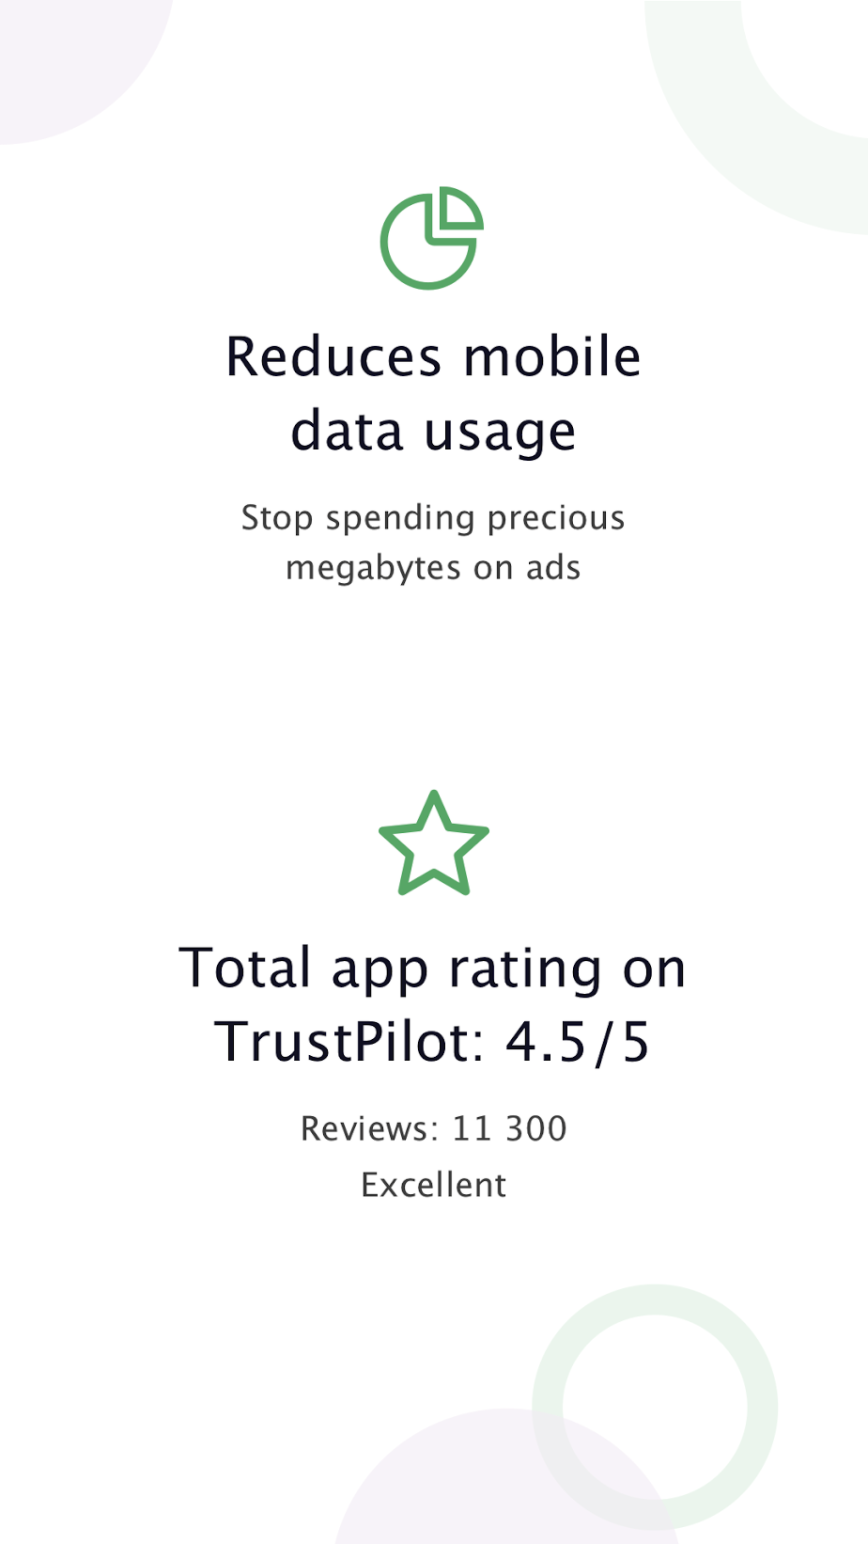 Reduces mobile
data usage
Stop spending precious
megabytes on ads
Total app rating on
TrustPilot: 4.5/5
Reviews: 11 300
Excellent